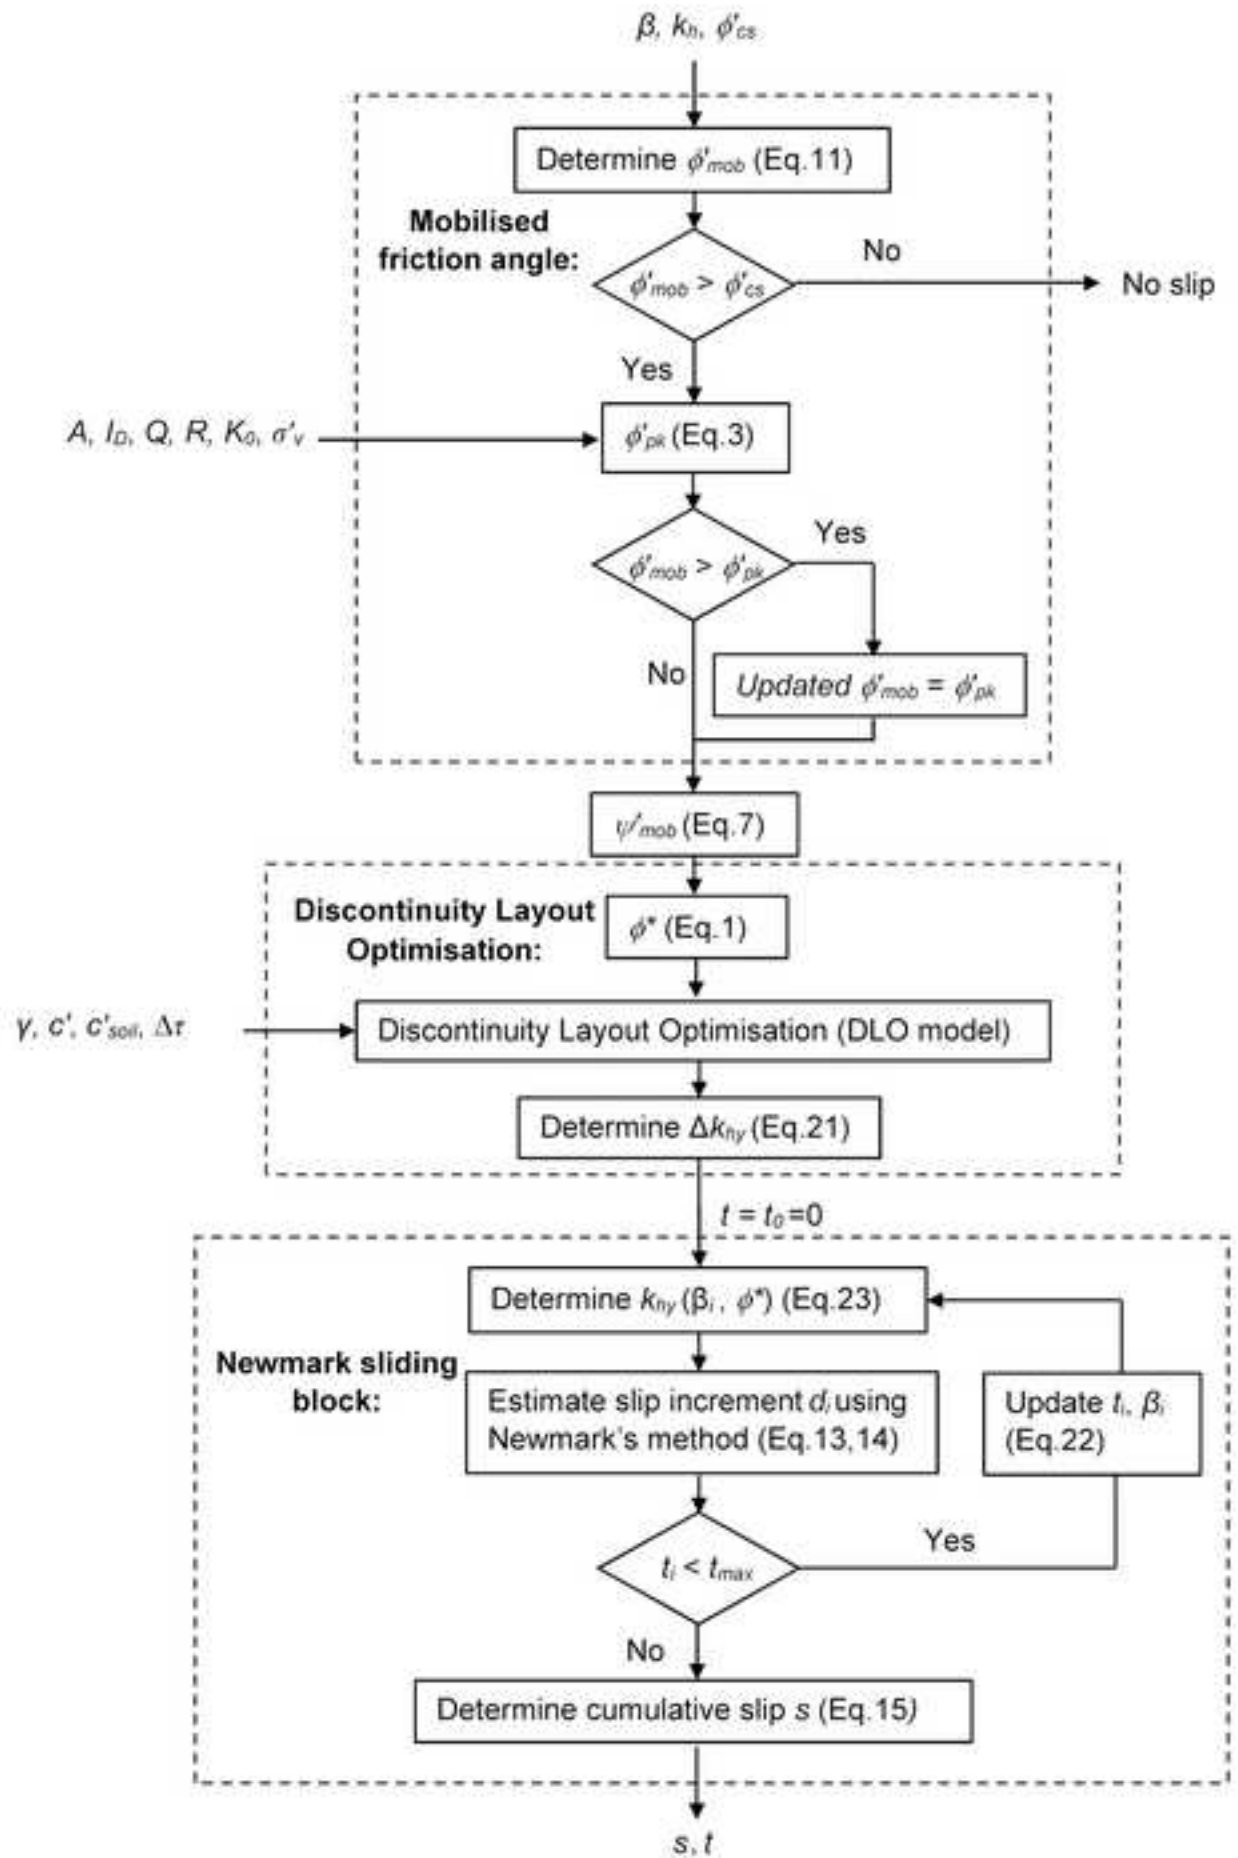 β, kh, ϕ′cs
Determine ϕ′mob (Eq.11)
Mobilised
friction angle:
ϕ′mob > ϕ′cs
No
No slip
Yes
A, ID, Q, R, K0, σ′v
ϕ′pk (Eq.3)
ϕ′mob > ϕ′pk
Yes
No
Updated ϕ′mob = ϕ′pk
ψ′mob (Eq.7)
Discontinuity Layout
Optimisation:
ϕ* (Eq.1)
γ, c', c'soil, Δτ
Discontinuity Layout Optimisation (DLO model)
Determine Δkhy (Eq.21)
t = t0 =0
Determine khy (βi , ϕ*) (Eq.23)
Newmark sliding
block:
Estimate slip increment di using
Newmark's method (Eq.13,14)
Update ti, βi
(Eq.22)
ti < tmax
Yes
No
Determine cumulative slip s (Eq.15)
s, t